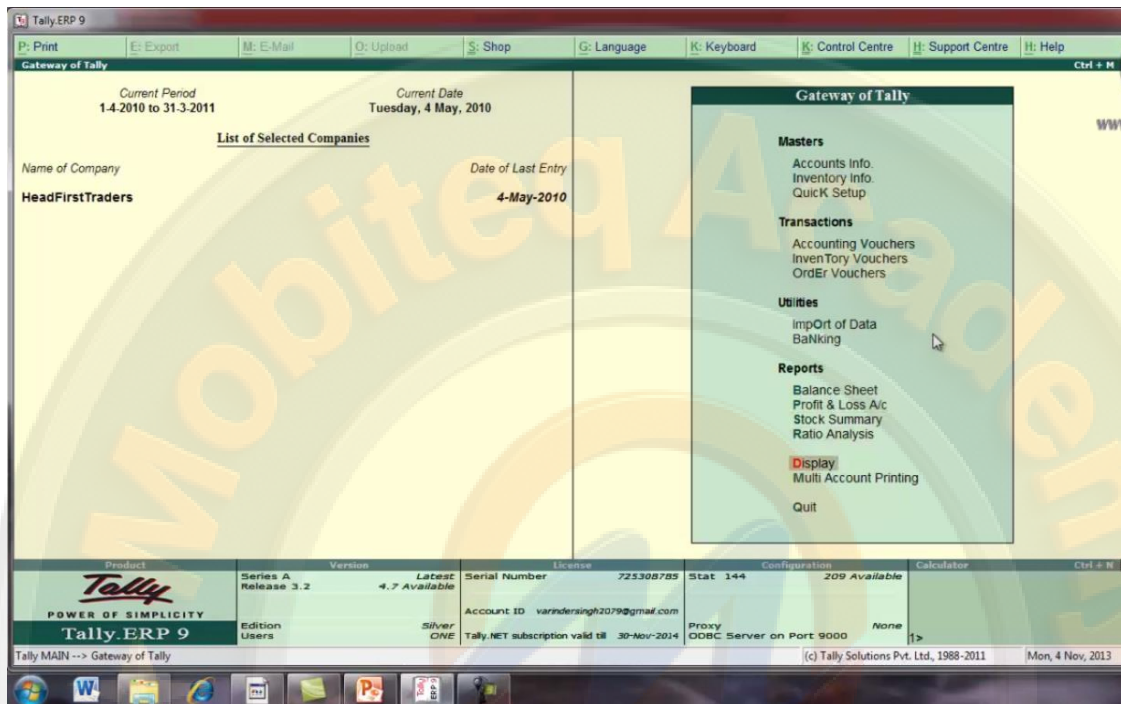 Tally.ERP 9
P: Print E: Export M: E-Mail O: Upload S: Shop G: Language K: Keyboard K: Control Centre H: Support Centre H: Help
Gateway of Tally Ctrl + M
Current Period
1-4-2010 to 31-3-2011
Current Date
Tuesday, 4 May, 2010
List of Selected Companies
Name of Company Date of Last Entry
HeadFirstTraders 4-May-2010
Gateway of Tally
Masters
Accounts Info.
Inventory Info.
QuicK Setup
Transactions
Accounting Vouchers
InvenTory Vouchers
OrdEr Vouchers
Utilities
ImpOrt of Data
BaNking
Reports
Balance Sheet
Profit & Loss A/c
Stock Summary
Ratio Analysis
Display
Multi Account Printing
Quit
www
Mobiteq Academ
Product Version License Configuration Calculator Ctrl + N
Tally
POWER OF SIMPLICITY
Tally.ERP 9
Series A Latest
Release 3.2 4.7 Available
Edition Silver
Users ONE
Serial Number 725308785
Account ID varindersingh2079@gmail.com
Tally.NET subscription valid till 30-Nov-2014
Stat 144 209 Available
Proxy None
ODBC Server on Port 9000
1>
Tally MAIN --> Gateway of Tally (c) Tally Solutions Pvt. Ltd., 1988-2011 Mon, 4 Nov, 2013